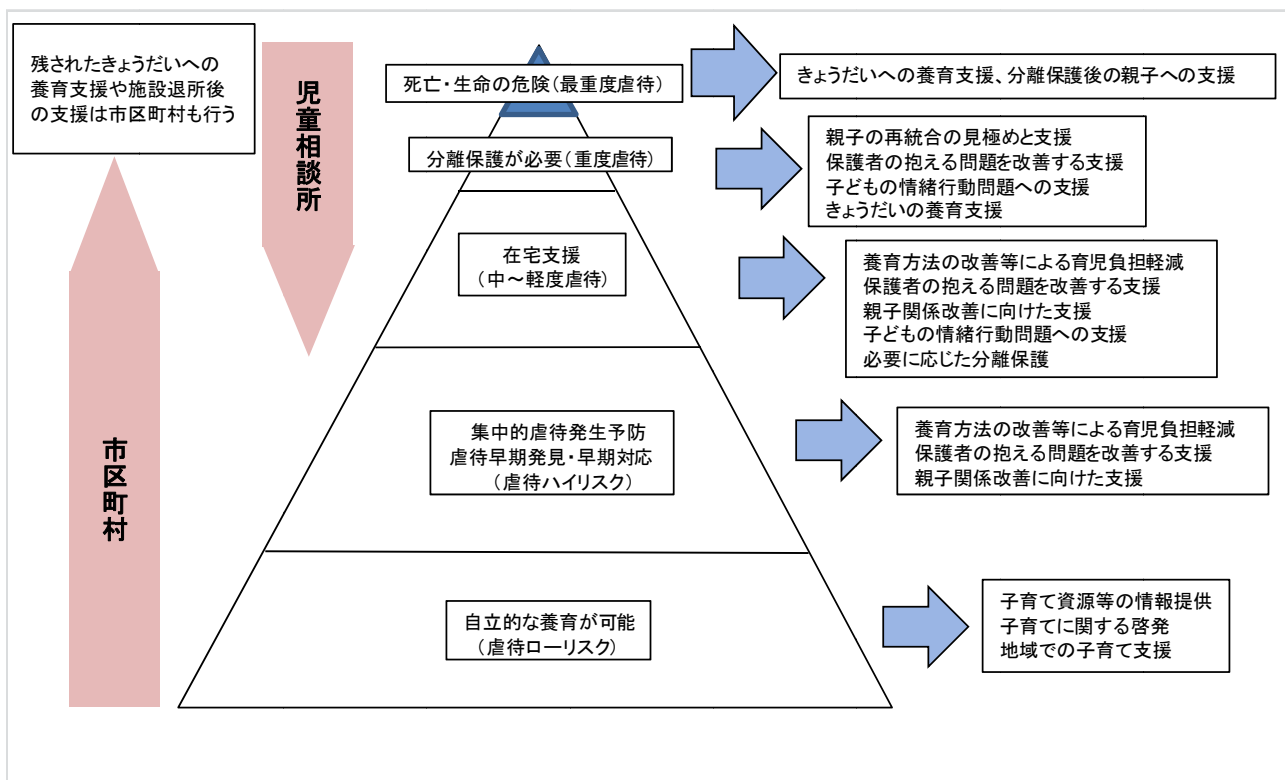 残されたきょうだいへの
養育支援や施設退所後
の支援は市区町村も行う
児童相談所
市区町村
死亡・生命の危険(最重度虐待)
きょうだいへの養育支援、分離保護後の親子への支援
分離保護が必要(重度虐待)
親子の再統合の見極めと支援
保護者の抱える問題を改善する支援
子どもの情緒行動問題への支援
きょうだいの養育支援
在宅支援
(中～軽度虐待)
養育方法の改善等による育児負担軽減
保護者の抱える問題を改善する支援
親子関係改善に向けた支援
子どもの情緒行動問題への支援
必要に応じた分離保護
集中的虐待発生予防
虐待早期発見・早期対応
(虐待ハイリスク)
養育方法の改善等による育児負担軽減
保護者の抱える問題を改善する支援
親子関係改善に向けた支援
自立的な養育が可能
(虐待ローリスク)
子育て資源等の情報提供
子育てに関する啓発
地域での子育て支援